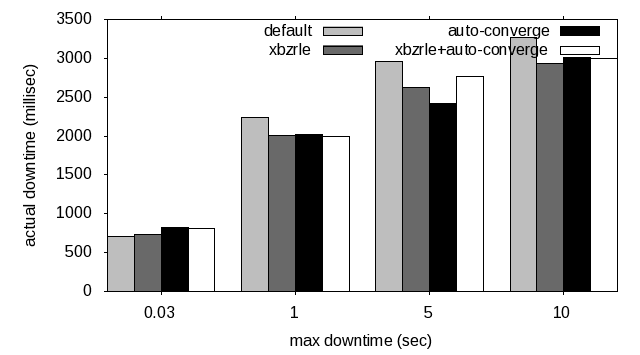 3500
3000
2500
2000
1500
1000
500
0
actual downtime (millisec)
default
xbzrle
auto-converge
xbzrle+auto-converge
0.03 1 5 10
max downtime (sec)